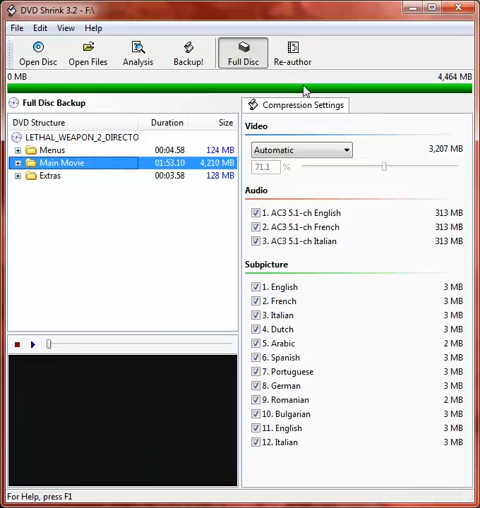 DVD Shrink 3.2 - F:\
File Edit View Help
Open Disc Open Files Analysis Backup! Full Disc Re-author
0 MB 4,464 MB
Full Disc Backup
DVD Structure Duration Size
LETHAL_WEAPON_2_DIRECTO
Menus 00:04.58 124 MB
Main Movie 01:53.10 4,210 MB
Extras 00:03.58 128 MB
Compression Settings
Video
Automatic 3,207 MB
71.1 %
Audio
1. AC3 5.1-ch English 313 MB
2. AC3 5.1-ch French 313 MB
3. AC3 5.1-ch Italian 313 MB
Subpicture
1. English 3 MB
2. French 3 MB
3. Italian 3 MB
4. Dutch 3 MB
5. Arabic 2 MB
6. Spanish 3 MB
7. Portuguese 3 MB
8. German 3 MB
9. Romanian 2 MB
10. Bulgarian 3 MB
11. English 3 MB
12. Italian 3 MB
For Help, press F1